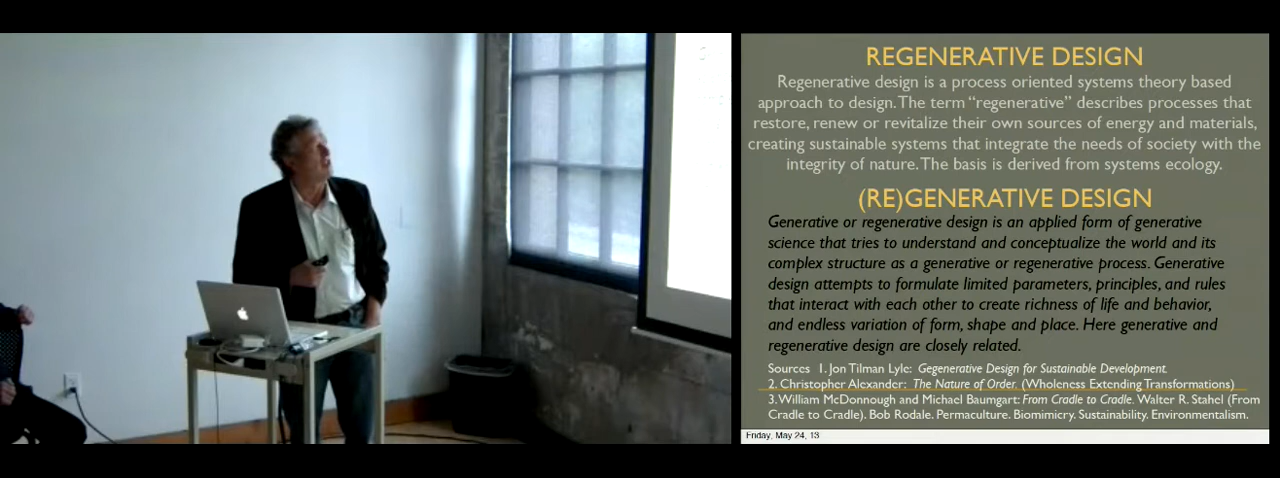 REGENERATIVE DESIGN
Regenerative design is a process oriented systems theory based
approach to design. The term “regenerative” describes processes that
restore, renew or revitalize their own sources of energy and materials,
creating sustainable systems that integrate the needs of society with the
integrity of nature. The basis is derived from systems ecology.
(RE)GENERATIVE DESIGN
Generative or regenerative design is an applied form of generative
science that tries to understand and conceptualize the world and its
complex structure as a generative or regenerative process. Generative
design attempts to formulate limited parameters, principles, and rules
that interact with each other to create richness of life and behavior,
and endless variation of form, shape and place. Here generative and
regenerative design are closely related.
Sources 1. Jon Tilman Lyle: Gegenerative Design for Sustainable Development.
2. Christopher Alexander: The Nature of Order. (Wholeness Extending Transformations)
3. William McDonnough and Michael Baumgart: From Cradle to Cradle. Walter R. Stahel (From
Cradle to Cradle). Bob Rodale. Permaculture. Biomimicry. Sustainability. Environmentalism.
Friday, May 24, 13